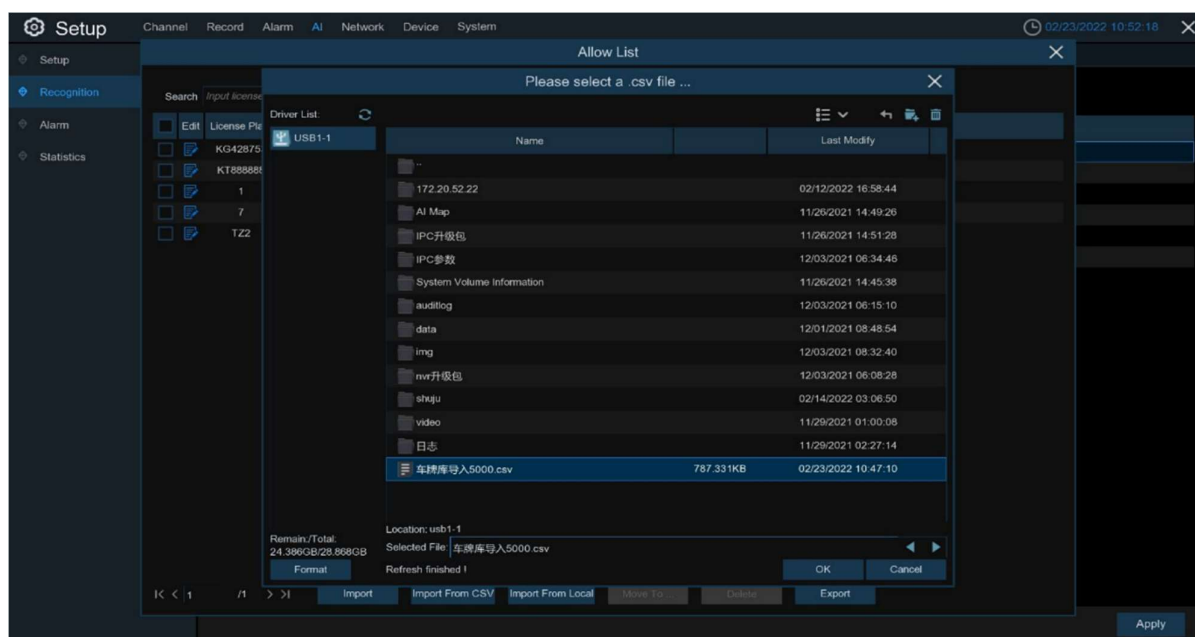 Setup Channel Record Alarm AI Network Device System 02/23/2022 10:52:18
Allow List
Setup
Recognition
Alarm
Statistics
Search Input license
Edit License Pla
KG42875
KT88888
1
7
TZ2
Please select a .csv file ...
Driver List:
USB1-1
Name Last Modify
..
172.20.52.22 02/12/2022 16:58:44
AI Map 11/26/2021 14:49:26
IPC升级包 11/26/2021 14:51:28
IPC参数 12/03/2021 06:34:46
System Volume Information 11/26/2021 14:45:38
auditlog 12/03/2021 06:15:10
data 12/01/2021 08:48:54
img 12/03/2021 08:32:40
nvr升级包 12/03/2021 06:08:28
shuju 02/14/2022 03:06:50
video 11/29/2021 01:00:08
日志 11/29/2021 02:27:14
车牌库导入5000.csv 787.331KB 02/23/2022 10:47:10
Location: usb1-1
Remain:/Total:
24.386GB/28.868GB
Selected File: 车牌库导入5000.csv
Format Refresh finished ! OK Cancel
1 /1 Import Import From CSV Import From Local Move To ... Delete Export
Apply